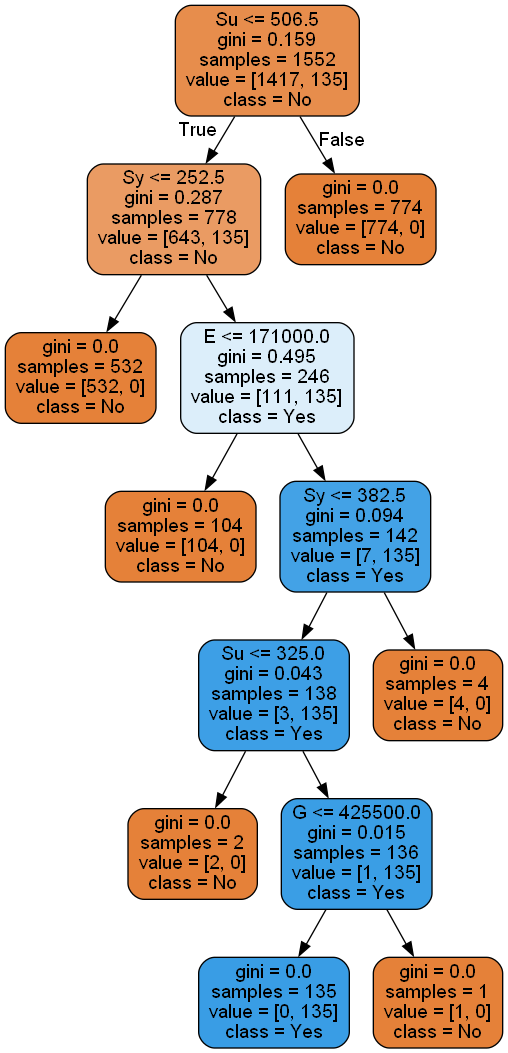 Su <= 506.5
gini = 0.159
samples = 1552
value = [1417, 135]
class = No
True
False
Sy <= 252.5
gini = 0.287
samples = 778
value = [643, 135]
class = No
gini = 0.0
samples = 774
value = [774, 0]
class = No
gini = 0.0
samples = 532
value = [532, 0]
class = No
E <= 171000.0
gini = 0.495
samples = 246
value = [111, 135]
class = Yes
gini = 0.0
samples = 104
value = [104, 0]
class = No
Sy <= 382.5
gini = 0.094
samples = 142
value = [7, 135]
class = Yes
Su <= 325.0
gini = 0.043
samples = 138
value = [3, 135]
class = Yes
gini = 0.0
samples = 4
value = [4, 0]
class = No
gini = 0.0
samples = 2
value = [2, 0]
class = No
G <= 425500.0
gini = 0.015
samples = 136
value = [1, 135]
class = Yes
gini = 0.0
samples = 135
value = [0, 135]
class = Yes
gini = 0.0
samples = 1
value = [1, 0]
class = No